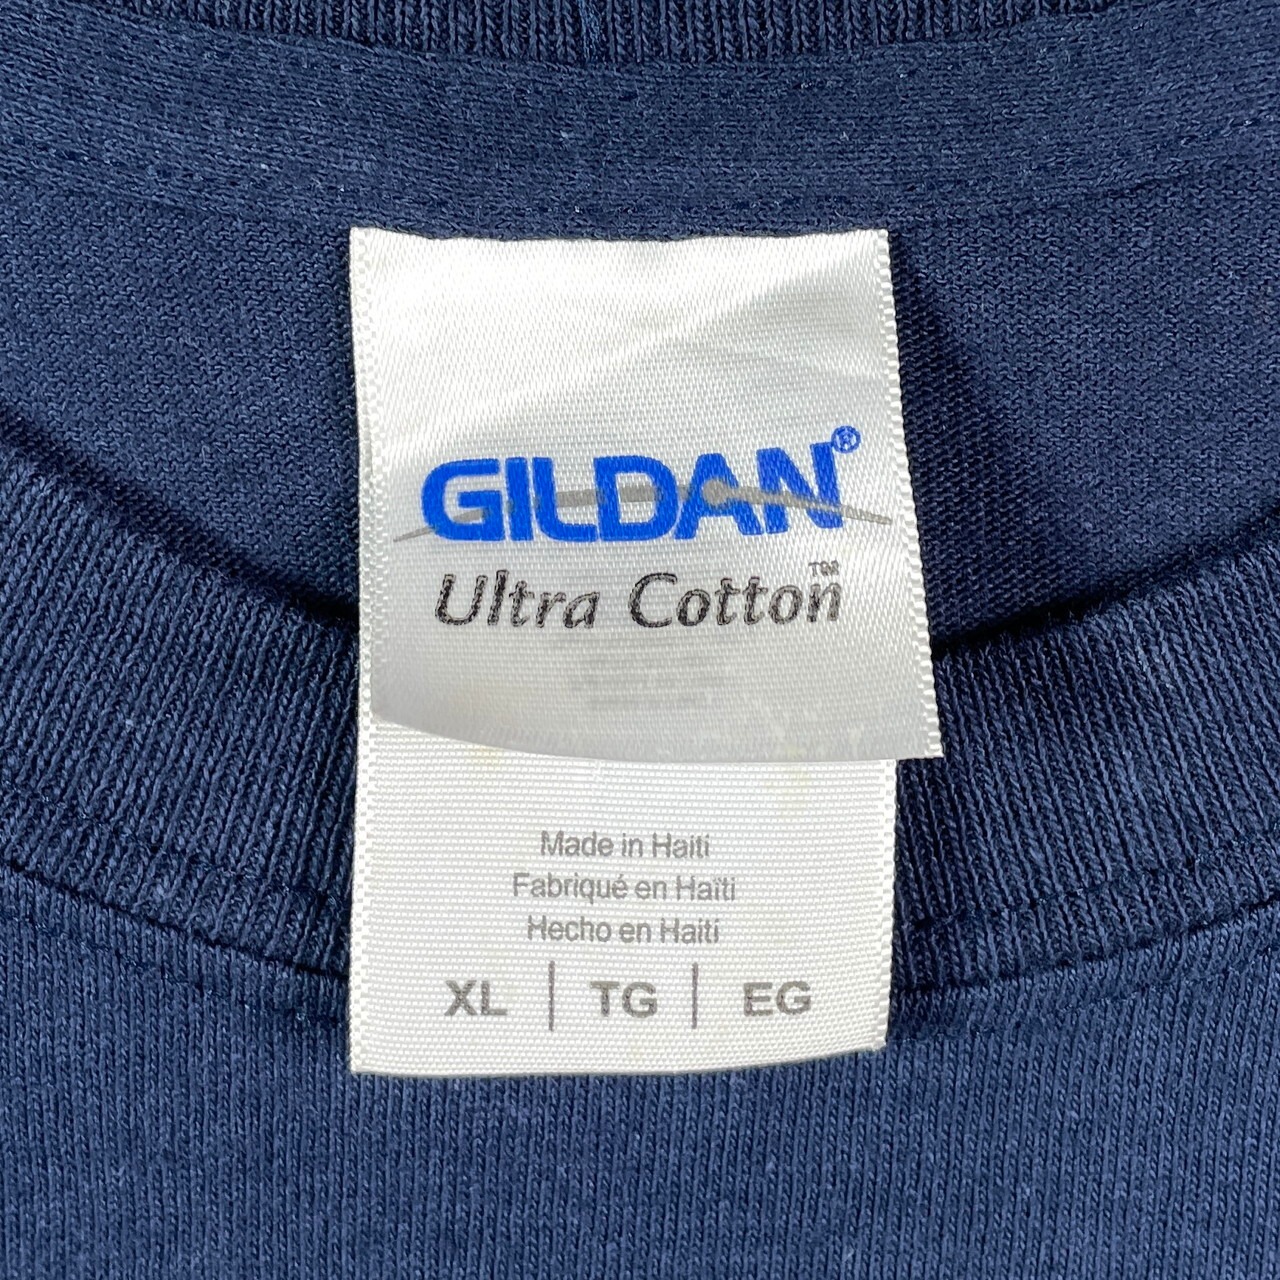 GILDAN®
Ultra Cotton
Made in Haiti
Fabriqué en Haïti
Hecho en Haití
XL | TG | EG